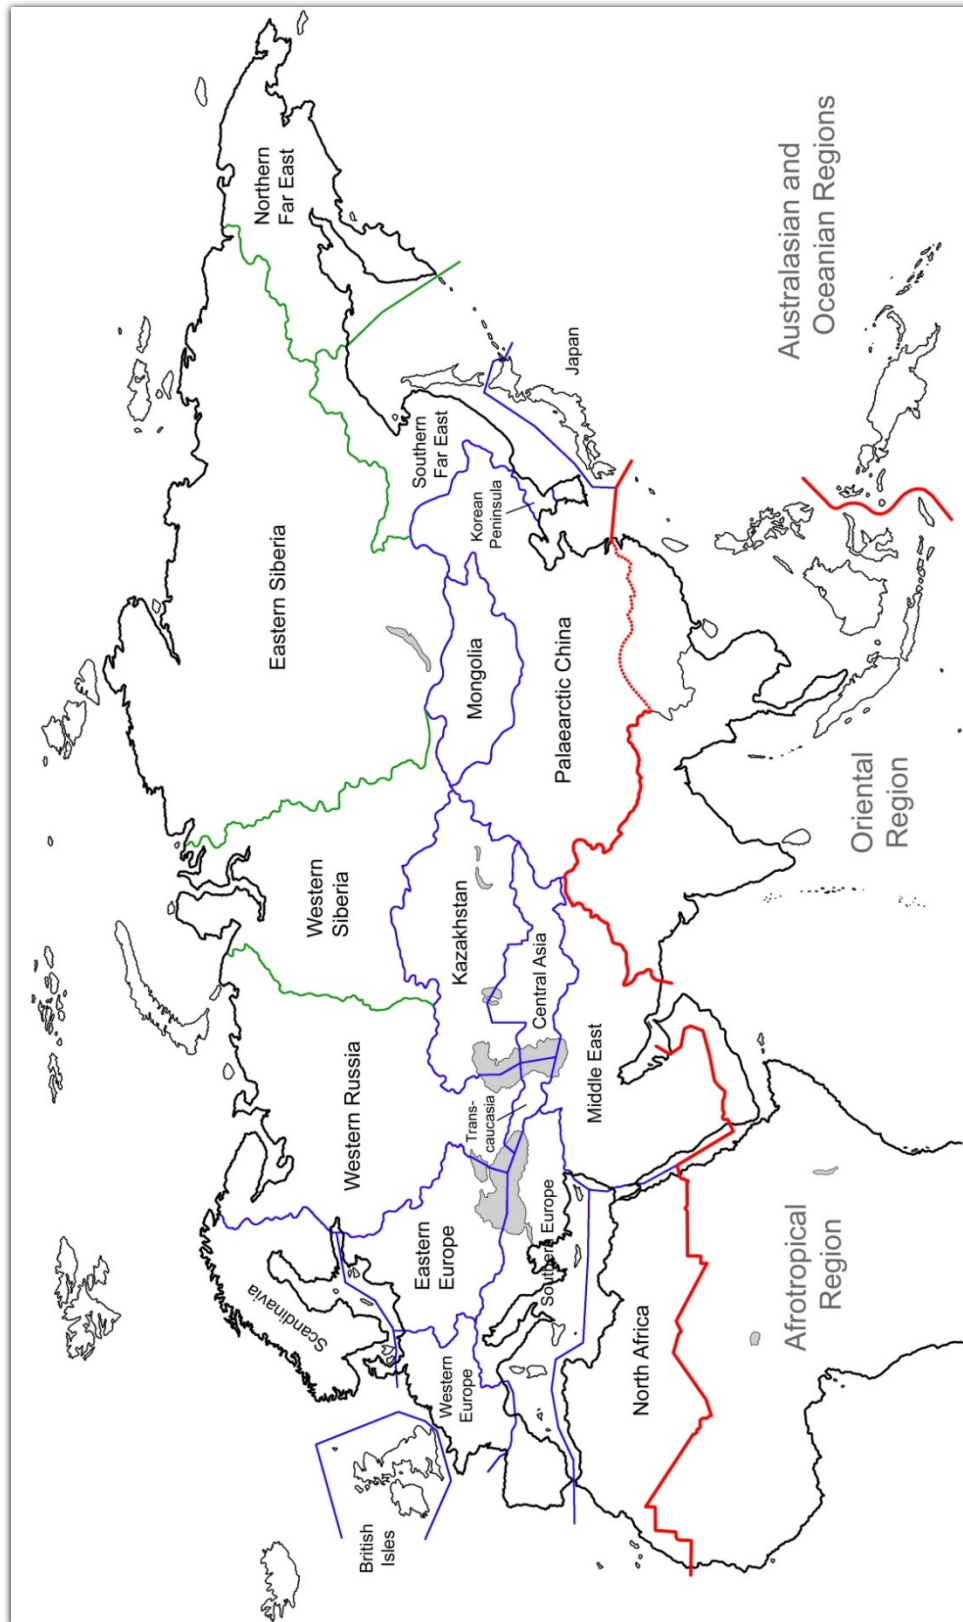 Northern
Far East
Eastern Siberia
Western
Siberia
Western Russia
Scandinavia
British
Isles
Western
Europe
Eastern
Europe
Southern Europe
Trans-
caucasia
Kazakhstan
Central Asia
Middle East
Mongolia
Palaearctic China
Southern
Far East
Korean
Peninsula
Japan
North Africa
Afrotropical
Region
Oriental
Region
Australasian and
Oceanian Regions